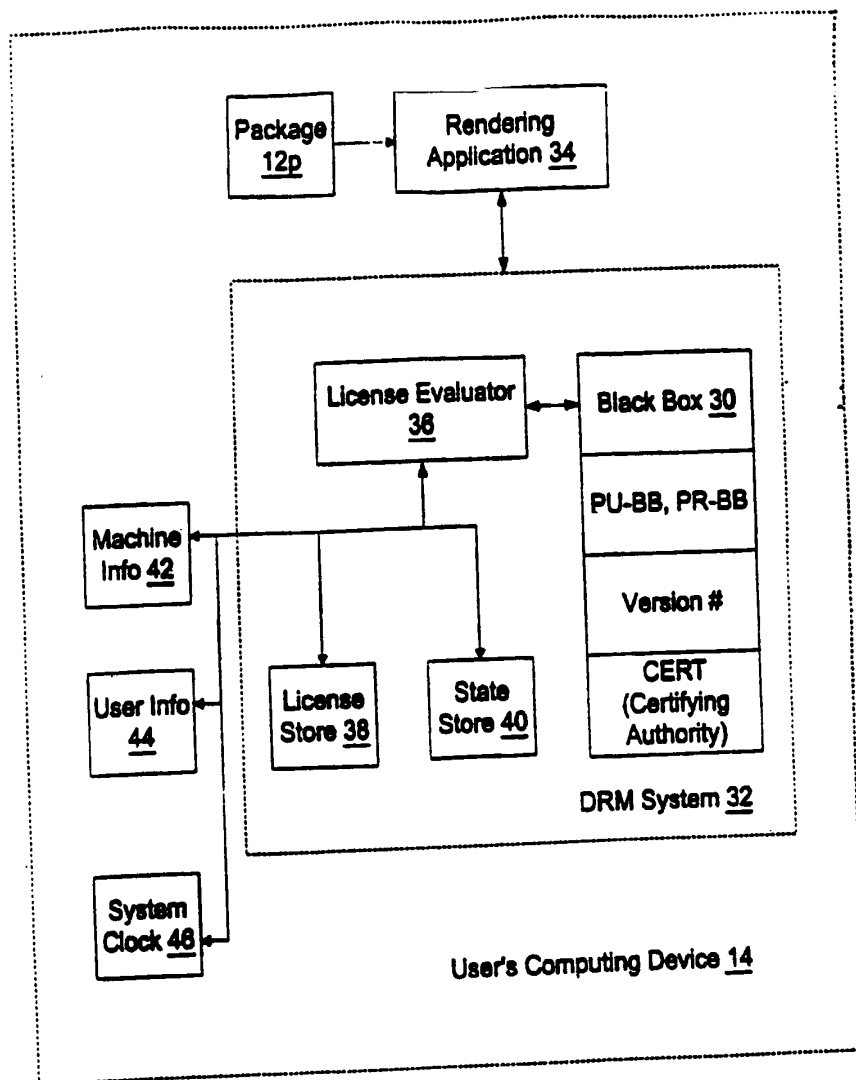 Package
12p
Rendering
Application 34
License Evaluator
36
Black Box 30
PU-BB, PR-BB
Version #
CERT
(Certifying
Authority)
Machine
Info 42
User Info
44
License
Store 38
State
Store 40
DRM System 32
System
Clock 46
User's Computing Device 14